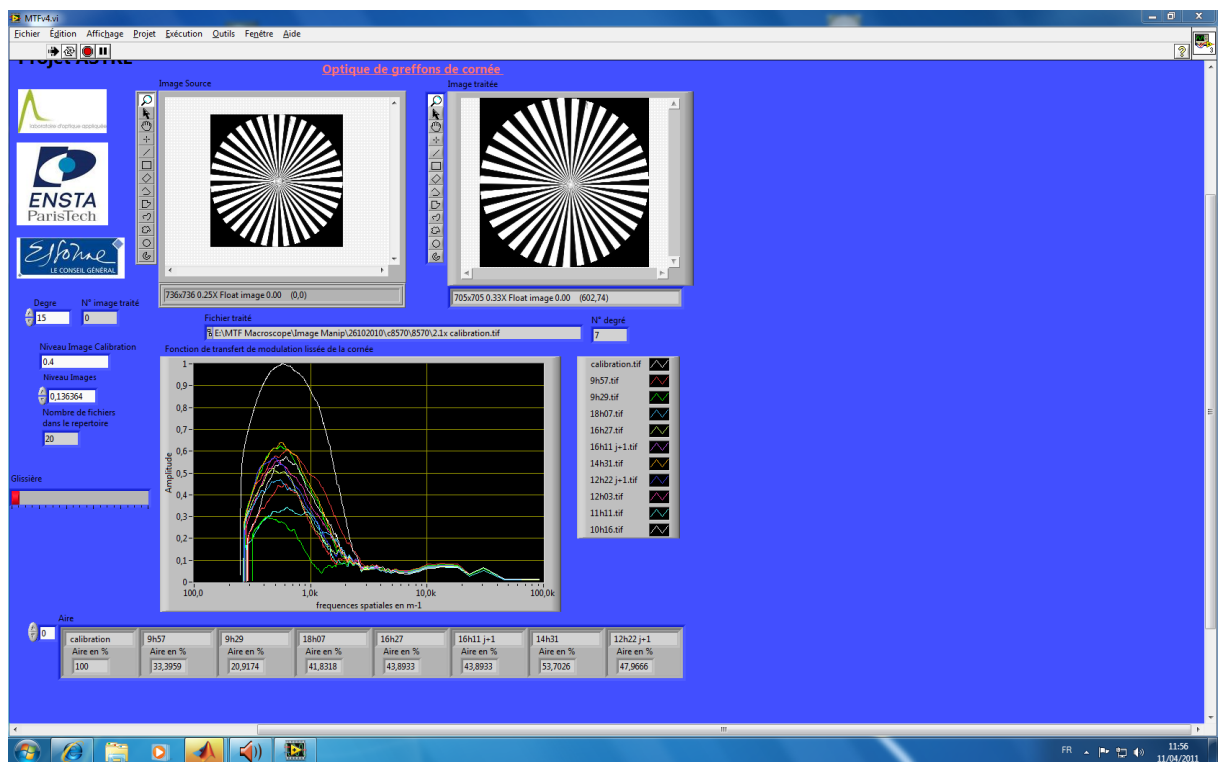 MTFv4.vi
Fichier Édition Affichage Projet Exécution Outils Fenêtre Aide
Projet ASTRE
Optique de greffons de cornée
Image Source
Image traitée
laboratoire d'optique appliquée
ENSTA
ParisTech
Essonne
LE CONSEIL GÉNÉRAL
736x736 0.25X Float image 0.00 (0,0)
705x705 0.33X Float image 0.00 (602,74)
Degre
N° image traité
15
0
Fichier traité
E:\MTF Macroscope\Image Manip\26102010\c8570\8570\2.1x calibration.tif
N° degré
7
Niveau Image Calibration
0.4
Niveau Images
0,136364
Nombre de fichiers
dans le repertoire
20
Glissière
Fonction de transfert de modulation lissée de la cornée
Amplitude
1
0,9
0,8
0,7
0,6
0,5
0,4
0,3
0,2
0,1
0
100,0
1,0k
10,0k
100,0k
frequences spatiales en m-1
calibration.tif
9h57.tif
9h29.tif
18h07.tif
16h27.tif
16h11 j+1.tif
14h31.tif
12h22 j+1.tif
12h03.tif
11h11.tif
10h16.tif
Aire
0
calibration 9h57 9h29 18h07 16h27 16h11 j+1 14h31 12h22 j+1
Aire en % Aire en % Aire en % Aire en % Aire en % Aire en % Aire en % Aire en %
100 33,3959 20,9174 41,8318 43,8933 43,8933 53,7026 47,9666
FR
11:56
11/04/2011